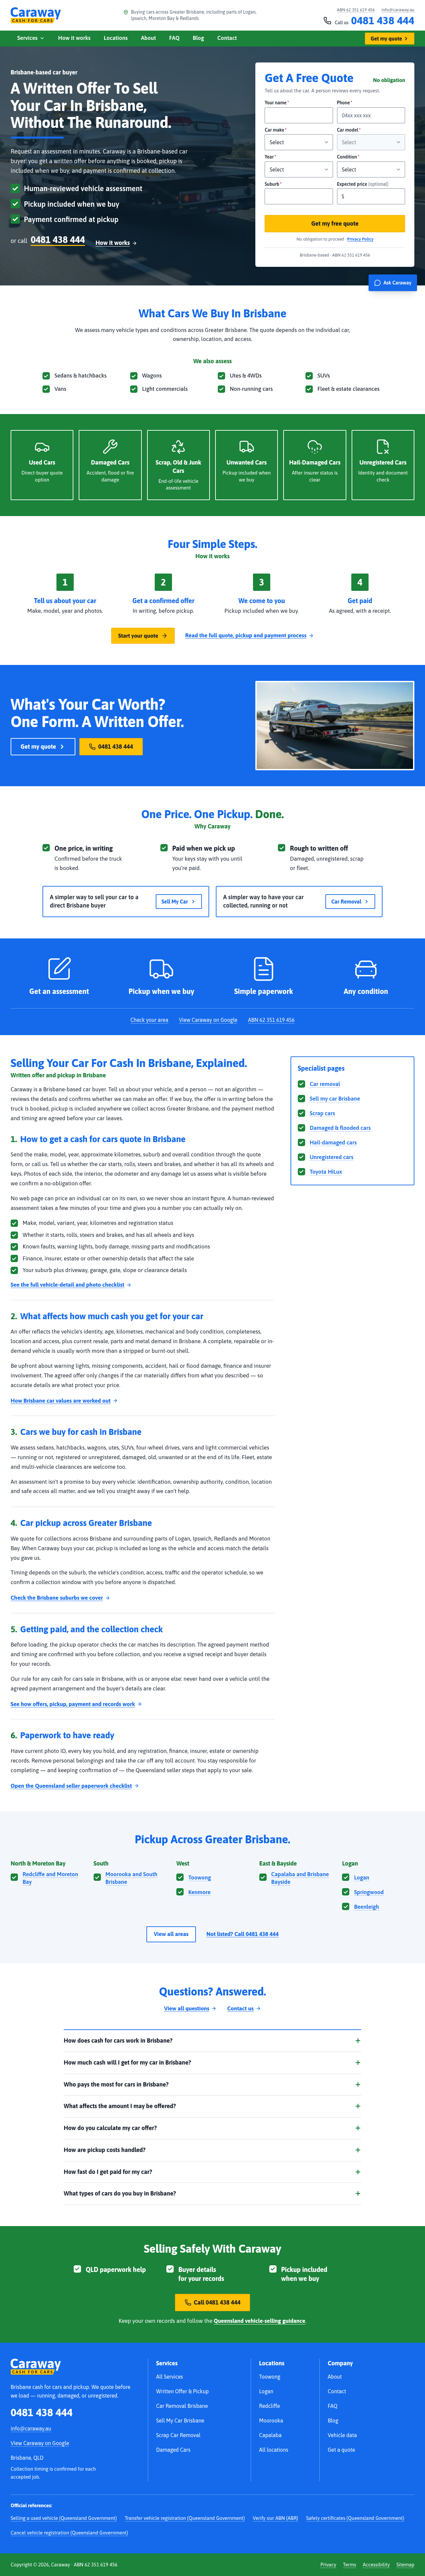 Caraway
CASH FOR CARS
Buying cars across Greater Brisbane, including parts of Logan,
Ipswich, Moreton Bay & Redlands
ABN 62 351 619 456
info@caraway.au
Call us 0481 438 444
Services
How it works
Locations
About
FAQ
Blog
Contact
Get my quote
Brisbane-based car buyer
A Written Offer To Sell
Your Car In Brisbane,
Without The Runaround.
Request an assessment in minutes. Caraway is a Brisbane-based car
buyer: you get a written offer before anything is booked, pickup is
included when we buy, and payment is confirmed at collection.
Human-reviewed vehicle assessment
Pickup included when we buy
Payment confirmed at pickup
or call 0481 438 444
How it works
Get A Free Quote
No obligation
Tell us about the car. A person reviews every request.
Your name*
Phone*
04xx xxx xxx
Car make*
Car model*
Select
Select
Year*
Condition*
Select
Select
Suburb*
Expected price (optional)
$
Get my free quote
No obligation to proceed · Privacy Policy
Brisbane-based · ABN 62 351 619 456
Ask Caraway
What Cars We Buy In Brisbane
We assess many vehicle types and conditions across Greater Brisbane. The quote depends on the individual car,
ownership, location, and access.
We also assess
Sedans & hatchbacks
Wagons
Utes & 4WDs
SUVs
Vans
Light commercials
Non-running cars
Fleet & estate clearances
Used Cars
Direct-buyer quote
option
Damaged Cars
Accident, flood or fire
damage
Scrap, Old & Junk
Cars
End-of-life vehicle
assessment
Unwanted Cars
Pickup included when
we buy
Hail-Damaged Cars
After insurer status is
clear
Unregistered Cars
Identity and document
check
Four Simple Steps.
How it works
1
Tell us about your car
Make, model, year and photos.
2
Get a confirmed offer
In writing, before pickup.
3
We come to you
Pickup included when we buy.
4
Get paid
As agreed, with a receipt.
Start your quote
Read the full quote, pickup and payment process
What's Your Car Worth?
One Form. A Written Offer.
Get my quote
0481 438 444
One Price. One Pickup. Done.
Why Caraway
One price, in writing
Confirmed before the truck
is booked.
Paid when we pick up
Your keys stay with you until
you're paid.
Rough to written off
Damaged, unregistered, scrap
or fleet.
A simpler way to sell your car to a
direct Brisbane buyer
Sell My Car
A simpler way to have your car
collected, running or not
Car Removal
Get an assessment
Pickup when we buy
Simple paperwork
Any condition
Check your area
View Caraway on Google
ABN 62 351 619 456
Selling Your Car For Cash In Brisbane, Explained.
Written offer and pickup in Brisbane
Caraway is a Brisbane-based car buyer. Tell us about your vehicle, and a person — not an algorithm —
reviews the details and confirms whether we can make an offer. If we do, the offer is in writing before the
truck is booked, pickup is included anywhere we collect across Greater Brisbane, and the payment method
and timing are agreed before you leave our care.
1. How to get a cash for cars quote in Brisbane
Send the make, model, year, approximate kilometres, suburb and overall condition through the quote
form, or call. Tell us whether the car starts, rolls, steers and brakes, and whether it has all its wheels and
keys. Photos of each side, the interior, the odometer and any damage let us assess it in writing before
we confirm a no-obligation offer.
No web page can price an individual car on its own, so we never show an instant figure. A human-reviewed
assessment takes a few minutes of your time and gives you a number you can actually rely on.
Make, model, variant, year, kilometres and registration status
Whether it starts, rolls, steers and brakes, and has all wheels and keys
Known faults, warning lights, body damage, missing parts and modifications
Finance, insurer, estate or other ownership details that affect the sale
Your suburb plus driveway, garage, gate, slope or clearance details
See the full vehicle-detail and photo checklist
2. What affects how much cash you get for your car
An offer reflects the vehicle's identity, age, kilometres, mechanical and body condition, completeness,
location and access, plus current resale, parts and metal demand in Brisbane. A complete, repairable or in-
demand vehicle is usually worth more than a stripped or burnt-out shell.
Be upfront about warning lights, missing components, accident, hail or flood damage, finance and insurer
involvement. The agreed offer only changes if the car materially differs from what you described — so
accurate details are what protect your price.
How Brisbane car values are worked out
3. Cars we buy for cash in Brisbane
We assess sedans, hatchbacks, wagons, utes, SUVs, four-wheel drives, vans and light commercial vehicles
— running or not, registered or unregistered, damaged, old, unwanted or at the end of its life. Fleet, estate
and multi-vehicle clearances are welcome too.
An assessment isn't a promise to buy every vehicle: identification, ownership authority, condition, location
and safe access all matter, and we tell you straight away if we can't help.
4. Car pickup across Greater Brisbane
We quote for collections across Brisbane and surrounding parts of Logan, Ipswich, Redlands and Moreton
Bay. When Caraway buys your car, pickup is included as long as the vehicle and access match the details
you gave us.
Timing depends on the suburb, the vehicle's condition, access, traffic and the operator schedule, so we
confirm a collection window with you before anyone is dispatched.
Check the Brisbane suburbs we cover
5. Getting paid, and the collection check
Before loading, the pickup operator checks the car matches its description. The agreed payment method
and timing are confirmed with you before collection, and you receive a signed receipt and buyer details
for your records.
Our rule for any cash for cars sale in Brisbane, with us or anyone else: never hand over a vehicle until the
agreed payment arrangement and the buyer's details are clear.
See how offers, pickup, payment and records work
6. Paperwork to have ready
Have current photo ID, every key you hold, and any registration, finance, insurer, estate or ownership
records. Remove personal belongings and take the car off any toll account. You stay responsible for
completing — and keeping confirmation of — the Queensland seller steps that apply to your sale.
Open the Queensland seller paperwork checklist
Specialist pages
Car removal
Sell my car Brisbane
Scrap cars
Damaged & flooded cars
Hail-damaged cars
Unregistered cars
Toyota HiLux
Pickup Across Greater Brisbane.
North & Moreton Bay
Redcliffe and Moreton
Bay
South
Moorooka and South
Brisbane
West
Toowong
Kenmore
East & Bayside
Capalaba and Brisbane
Bayside
Logan
Logan
Springwood
Beenleigh
View all areas
Not listed? Call 0481 438 444
Questions? Answered.
View all questions
Contact us
How does cash for cars work in Brisbane?
How much cash will I get for my car in Brisbane?
Who pays the most for cars in Brisbane?
What affects the amount I may be offered?
How do you calculate my car offer?
How are pickup costs handled?
How fast do I get paid for my car?
What types of cars do you buy in Brisbane?
Selling Safely With Caraway
QLD paperwork help
Buyer details
for your records
Pickup included
when we buy
Call 0481 438 444
Keep your own records and follow the Queensland vehicle-selling guidance.
Caraway
CASH FOR CARS
Brisbane cash for cars and pickup. We quote before
we load — running, damaged, or unregistered.
0481 438 444
info@caraway.au
View Caraway on Google
Brisbane, QLD
Collection timing is confirmed for each
accepted job.
Services
All Services
Written Offer & Pickup
Car Removal Brisbane
Sell My Car Brisbane
Scrap Car Removal
Damaged Cars
Locations
Toowong
Logan
Redcliffe
Moorooka
Capalaba
All locations
Company
About
Contact
FAQ
Blog
Vehicle data
Get a quote
Official references:
Selling a used vehicle (Queensland Government)
Transfer vehicle registration (Queensland Government)
Verify our ABN (ABR)
Safety certificates (Queensland Government)
Cancel vehicle registration (Queensland Government)
Copyright © 2026, Caraway · ABN 62 351 619 456
Privacy
Terms
Accessibility
Sitemap